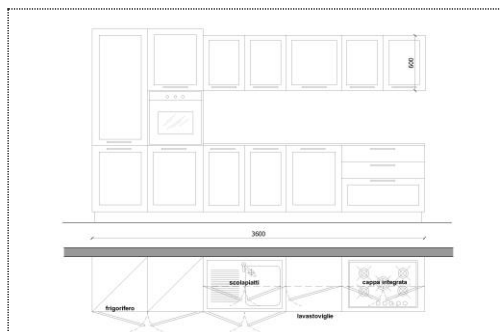 600
3600
scolapiatti
cappa integrata
frigorifero
lavastoviglie